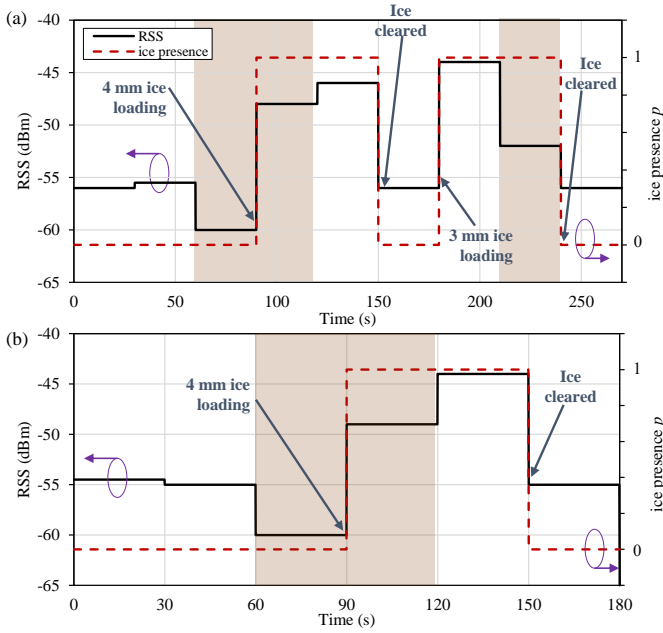 (a)
RSS
ice presence
Ice
cleared
4 mm ice
loading
Ice
cleared
3 mm ice
loading
-40
-45
-50
-55
-60
-65
RSS (dBm)
1
0
ice presence p
0
50
100
150
200
250
Time (s)
(b)
4 mm ice
loading
Ice
cleared
-40
-45
-50
-55
-60
-65
RSS (dBm)
1
0
ice presence p
0
30
60
90
120
150
180
Time (s)